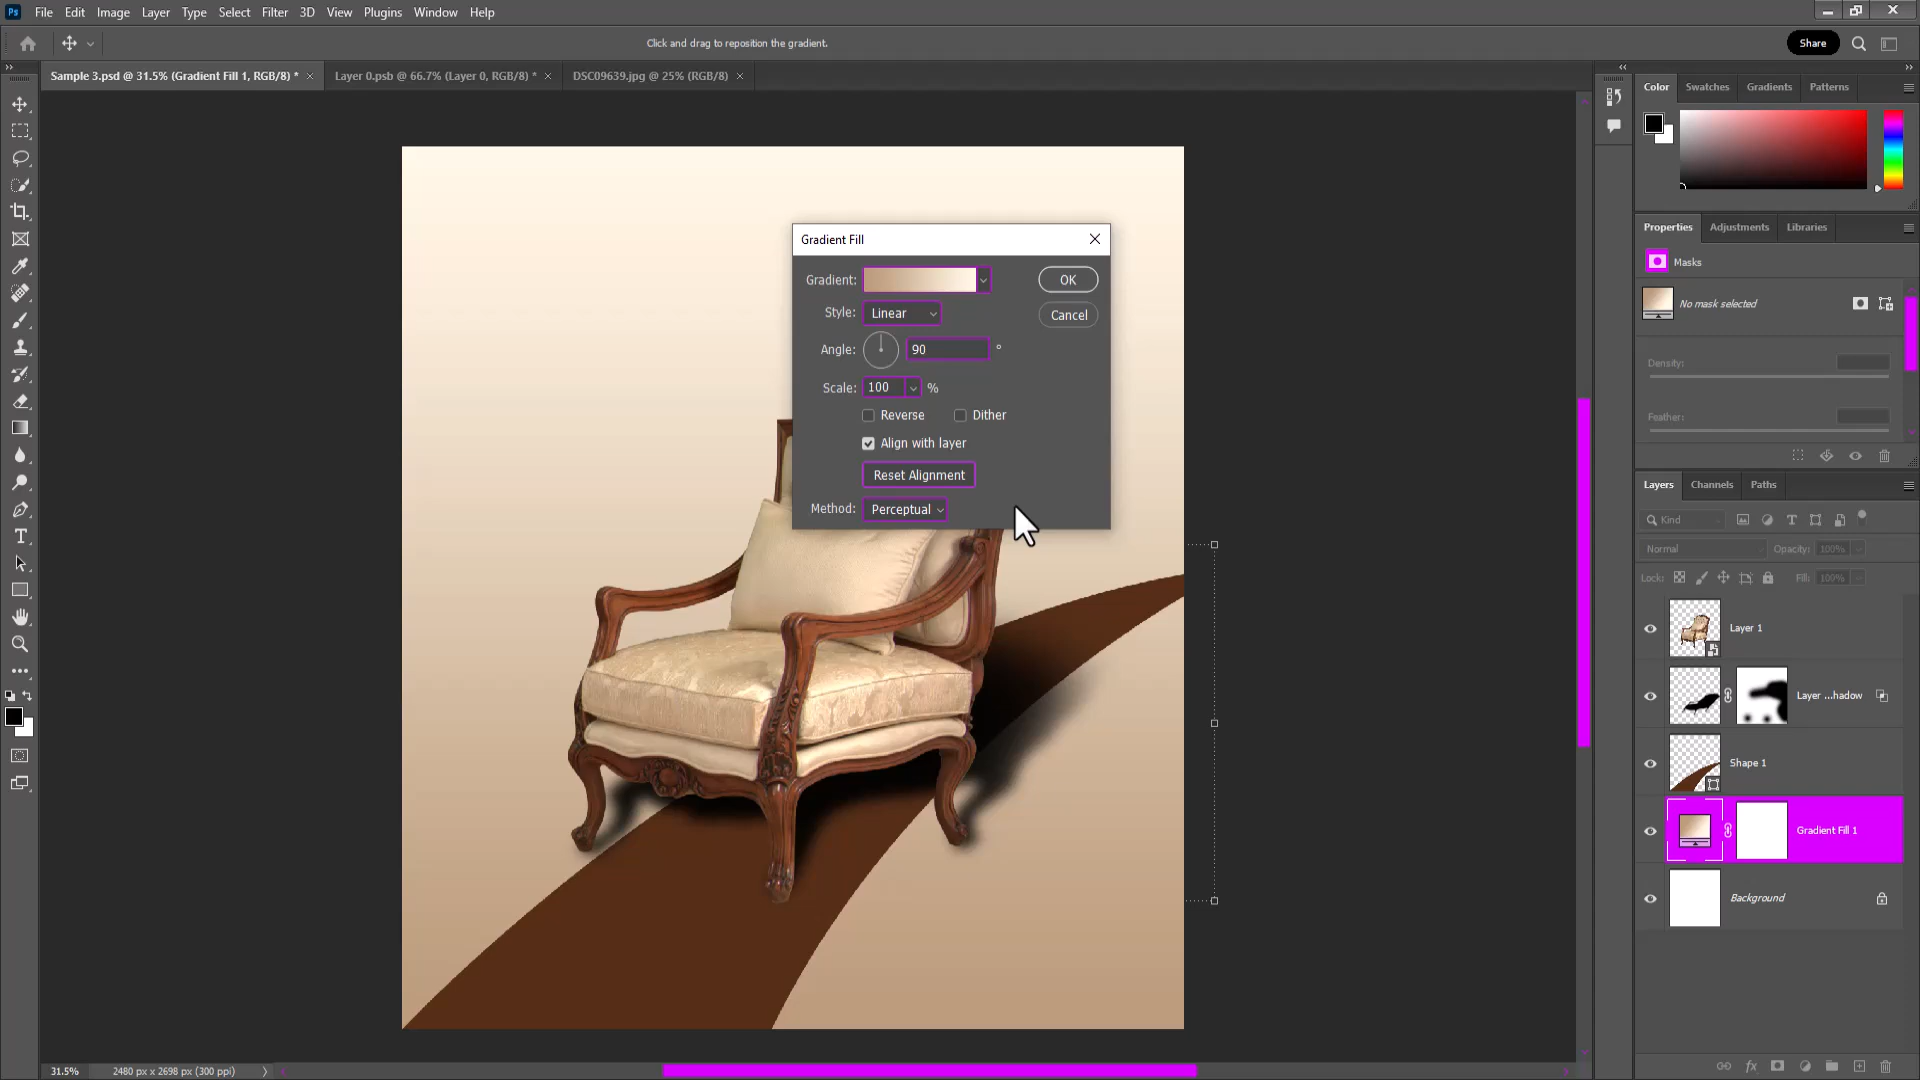 Ps File Edit Image Layer Type Select Filter 3D View Plugins Window Help
Click and drag to reposition the gradient.
Share
Sample 3.psd @ 31.5% (Gradient Fill 1, RGB/8) *
Layer 0.psb @ 66.7% (Layer 0, RGB/8) *
DSC09639.jpg @ 25% (RGB/8)
Color Swatches Gradients Patterns
Gradient Fill
Gradient:
OK
Style: Linear
Cancel
Angle: 90 °
Scale: 100 %
Reverse Dither
Align with layer
Reset Alignment
Method: Perceptual
Properties Adjustments Libraries
Masks
No mask selected
Density:
Feather:
Layers Channels Paths
Kind
Normal Opacity: 100%
Lock: Fill: 100%
Layer 1
Layer ...hadow
Shape 1
Gradient Fill 1
Background
31.5% 2480 px x 2698 px (300 ppi)